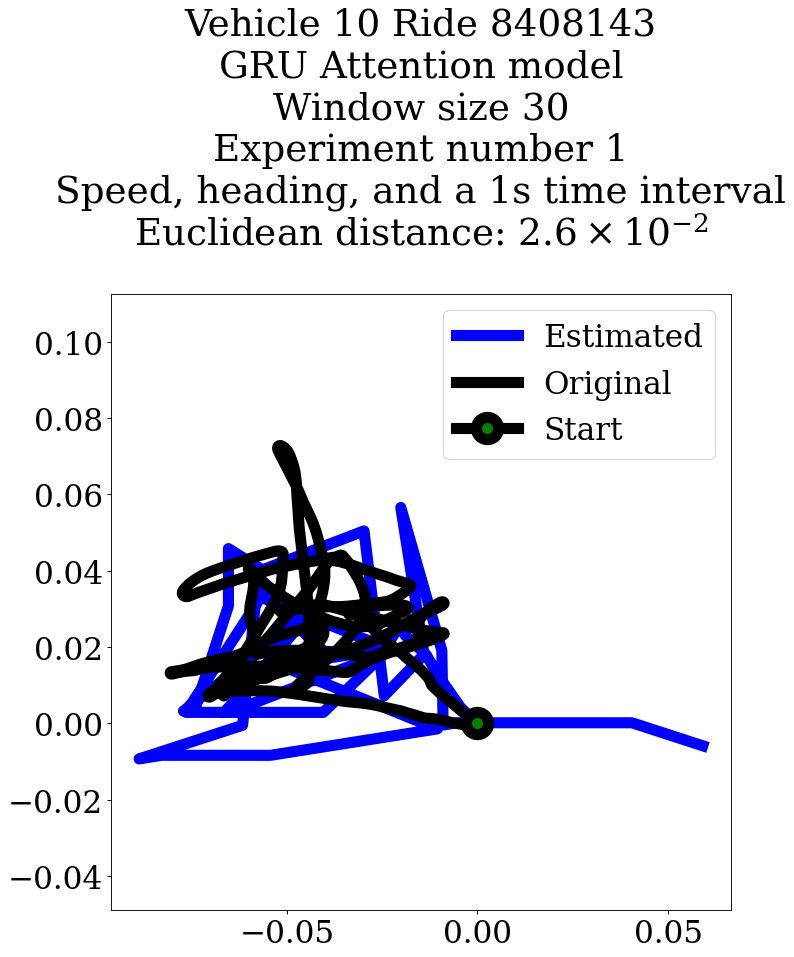 Vehicle 10 Ride 8408143
GRU Attention model
Window size 30
Experiment number 1
Speed, heading, and a 1s time interval
Euclidean distance: 2.6 × 10⁻²
Estimated
Original
Start
0.10
0.08
0.06
0.04
0.02
0.00
−0.02
−0.04
−0.05
0.00
0.05